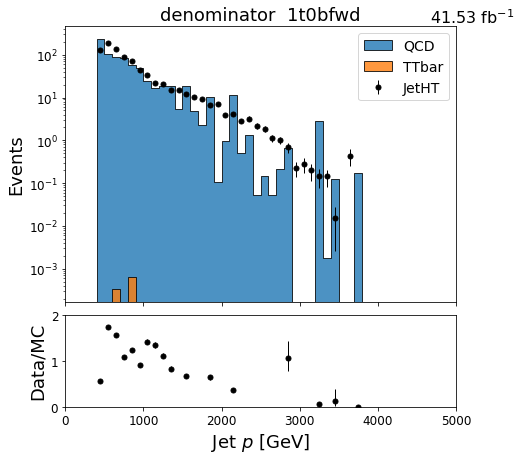 denominator 1t0bfwd
41.53 fb⁻¹
QCD
TTbar
JetHT
Events
10²
10¹
10⁰
10⁻¹
10⁻²
10⁻³
Data/MC
2
1
0
0 1000 2000 3000 4000 5000
Jet p [GeV]